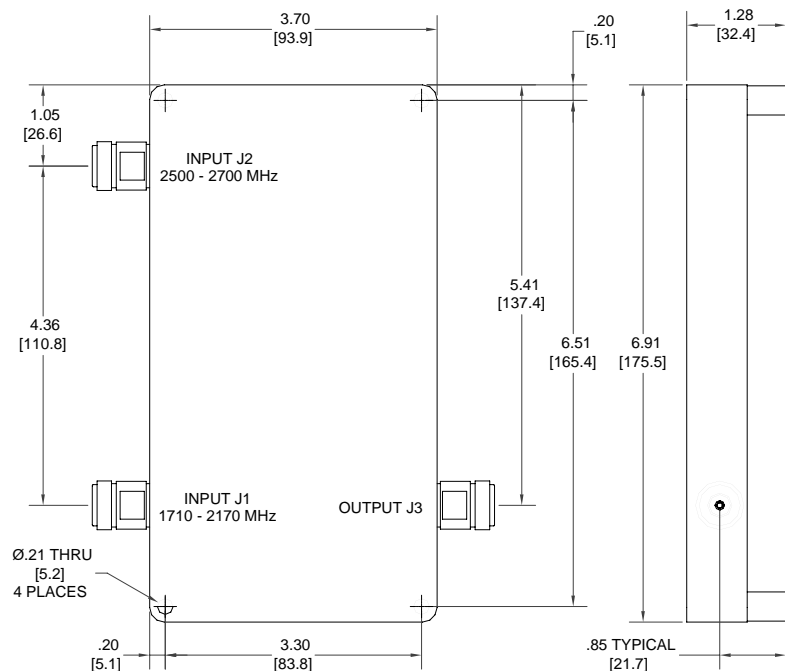 3.70
[93.9]
.20
[5.1]
1.28
[32.4]
1.05
[26.6]
INPUT J2
2500 - 2700 MHz
5.41
[137.4]
4.36
[110.8]
6.51
[165.4]
6.91
[175.5]
INPUT J1
1710 - 2170 MHz
OUTPUT J3
Ø.21 THRU
[5.2]
4 PLACES
.20
[5.1]
3.30
[83.8]
.85 TYPICAL
[21.7]